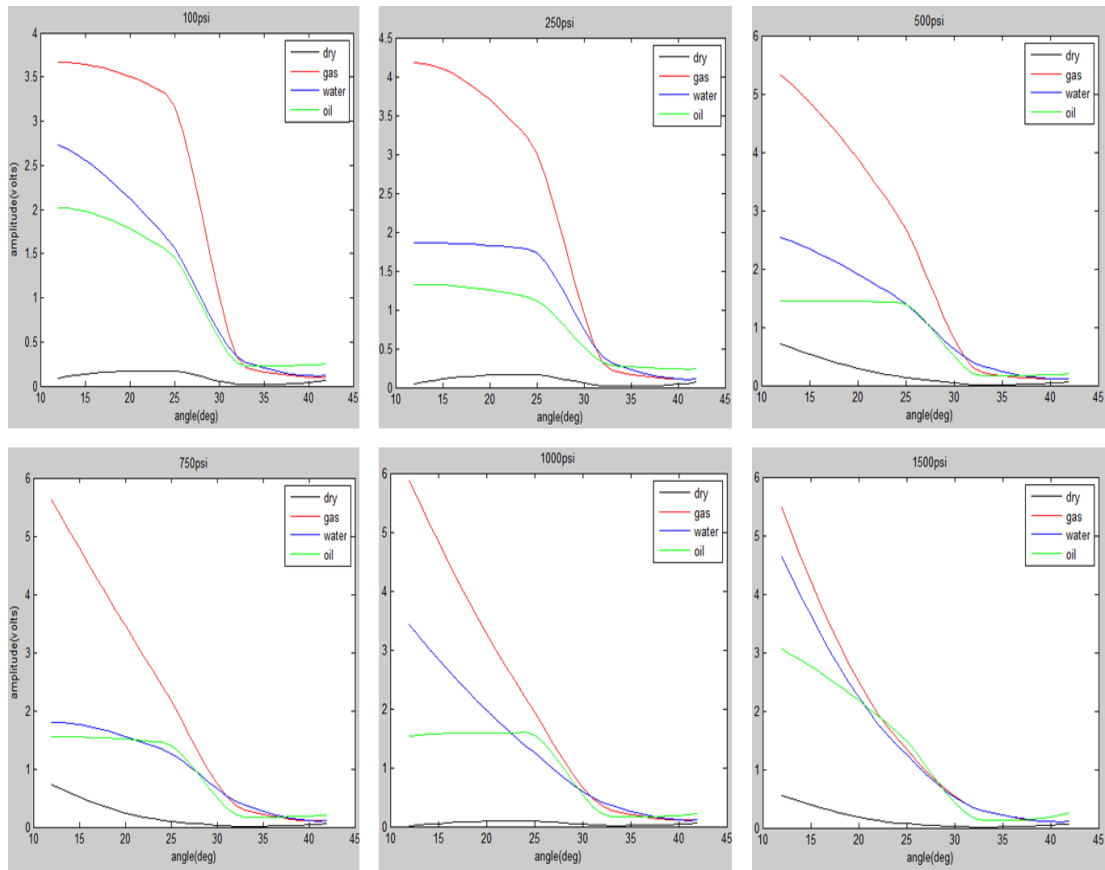 100psi
4
3.5
3
2.5
2
1.5
1
0.5
0
amplitude(volts)
10 15 20 25 30 35 40 45
angle(deg)
dry
gas
water
oil
250psi
4.5
4
3.5
3
2.5
2
1.5
1
0.5
0
10 15 20 25 30 35 40 45
angle(deg)
dry
gas
water
oil
500psi
6
5
4
3
2
1
0
10 15 20 25 30 35 40 45
angle(deg)
dry
gas
water
oil
750psi
6
5
4
3
2
1
0
amplitude(volts)
10 15 20 25 30 35 40 45
angle(deg)
dry
gas
water
oil
1000psi
6
5
4
3
2
1
0
10 15 20 25 30 35 40 45
angle(deg)
dry
gas
water
oil
1500psi
6
5
4
3
2
1
0
10 15 20 25 30 35 40 45
angle(deg)
dry
gas
water
oil